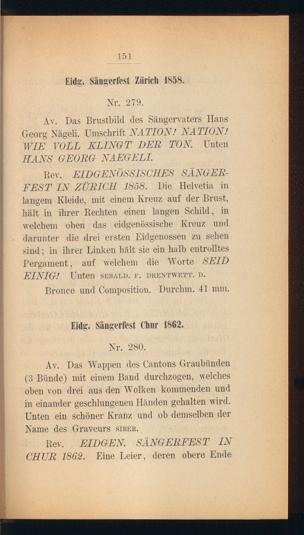 151
Eidg. Sängerfest Zürich 1858.
Nr. 279.
Av. Das Brustbild des Sängervaters Hans
Georg Nägeli. Umschrift NATION! NATION!
WIE VOLL KLINGT DER TON. Unten
HANS GEORG NAEGELI.
Rev. EIDGENÖSSISCHES SÄNGER-
FEST IN ZÜRICH 1858. Die Helvetia in
langem Kleide, mit einem Kreuz auf der Brust,
hält in ihrer Rechten einen langen Schild, in
welchem oben das eidgenössische Kreuz und
darunter die drei ersten Eidgenossen zu sehen
sind; in ihrer Linken hält sie ein halb entrolltes
Pergament, auf welchem die Worte SEID
EINIG! Unten SEBALD. F. DRENTWETT. D.
Bronce und Composition. Durchm. 41 mm.
Eidg. Sängerfest Chur 1862.
Nr. 280.
Av. Das Wappen des Cantons Graubünden
(3 Bünde) mit einem Band durchzogen, welches
oben von drei aus den Wolken kommenden und
in einander geschlungenen Händen gehalten wird.
Unten ein schöner Kranz und ob demselben der
Name des Graveurs SIBER.
Rev. EIDGEN. SÄNGERFEST IN
CHUR 1862. Eine Leier, deren obere Ende